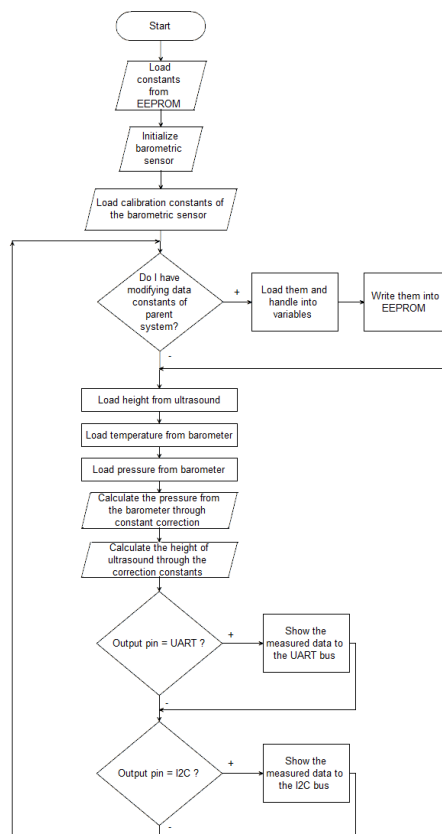 Start
Load
constants
from
EEPROM
Initialize
barometric
sensor
Load calibration constants of
the barometric sensor
Do I have
modifying data
constants of
parent
system?
+
Load them and
handle into
variables
Write them into
EEPROM
-
Load height from ultrasound
Load temperature from barometer
Load pressure from barometer
Calculate the pressure from
the barometer through
constant correction
Calculate the height of
ultrasound through the
correction constants
Output pin = UART ?
+
Show the
measured data to
the UART bus
-
Output pin = I2C ?
+
Show the
measured data to
the I2C bus
-